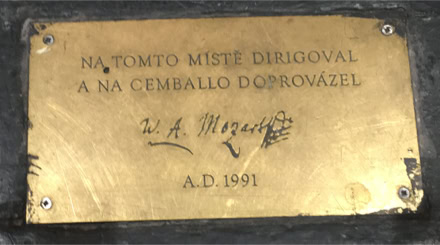 NA TOMTO MÍSTĚ DIRIGOVAL
A NA CEMBALLO DOPROVÁZEL
W. A. Mozart
A.D. 1991